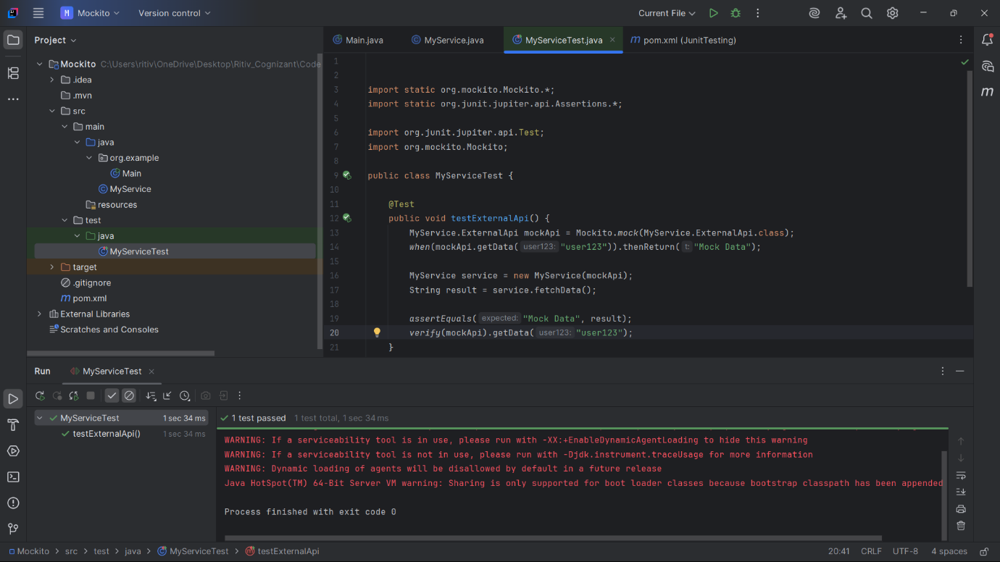 M Mockito Version control Current File
Project
Main.java MyService.java MyServiceTest.java m pom.xml (JunitTesting)
Mockito C:\Users\ritiv\OneDrive\Desktop\Ritiv_Cognizant\Code
.idea
.mvn
src
main
java
org.example
Main
MyService
resources
test
java
MyServiceTest
target
.gitignore
m pom.xml
External Libraries
Scratches and Consoles
1
2
3 import static org.mockito.Mockito.*;
4 import static org.junit.jupiter.api.Assertions.*;
5
6 import org.junit.jupiter.api.Test;
7 import org.mockito.Mockito;
8
9 public class MyServiceTest {
10
11 @Test
12 public void testExternalApi() {
13 MyService.ExternalApi mockApi = Mockito.mock(MyService.ExternalApi.class);
14 when(mockApi.getData( user123: "user123")).thenReturn( t: "Mock Data");
15
16 MyService service = new MyService(mockApi);
17 String result = service.fetchData();
18
19 assertEquals( expected: "Mock Data", result);
20 verify(mockApi).getData( user123: "user123");
21 }
m
Run MyServiceTest
MyServiceTest 1 sec 34 ms
testExternalApi() 1 sec 34 ms
1 test passed 1 test total, 1 sec 34 ms
WARNING: If a serviceability tool is in use, please run with -XX:+EnableDynamicAgentLoading to hide this warning
WARNING: If a serviceability tool is not in use, please run with -Djdk.instrument.traceUsage for more information
WARNING: Dynamic loading of agents will be disallowed by default in a future release
Java HotSpot(TM) 64-Bit Server VM warning: Sharing is only supported for boot loader classes because bootstrap classpath has been appended
Process finished with exit code 0
Mockito > src > test > java > MyServiceTest > m testExternalApi 20:41 CRLF UTF-8 4 spaces